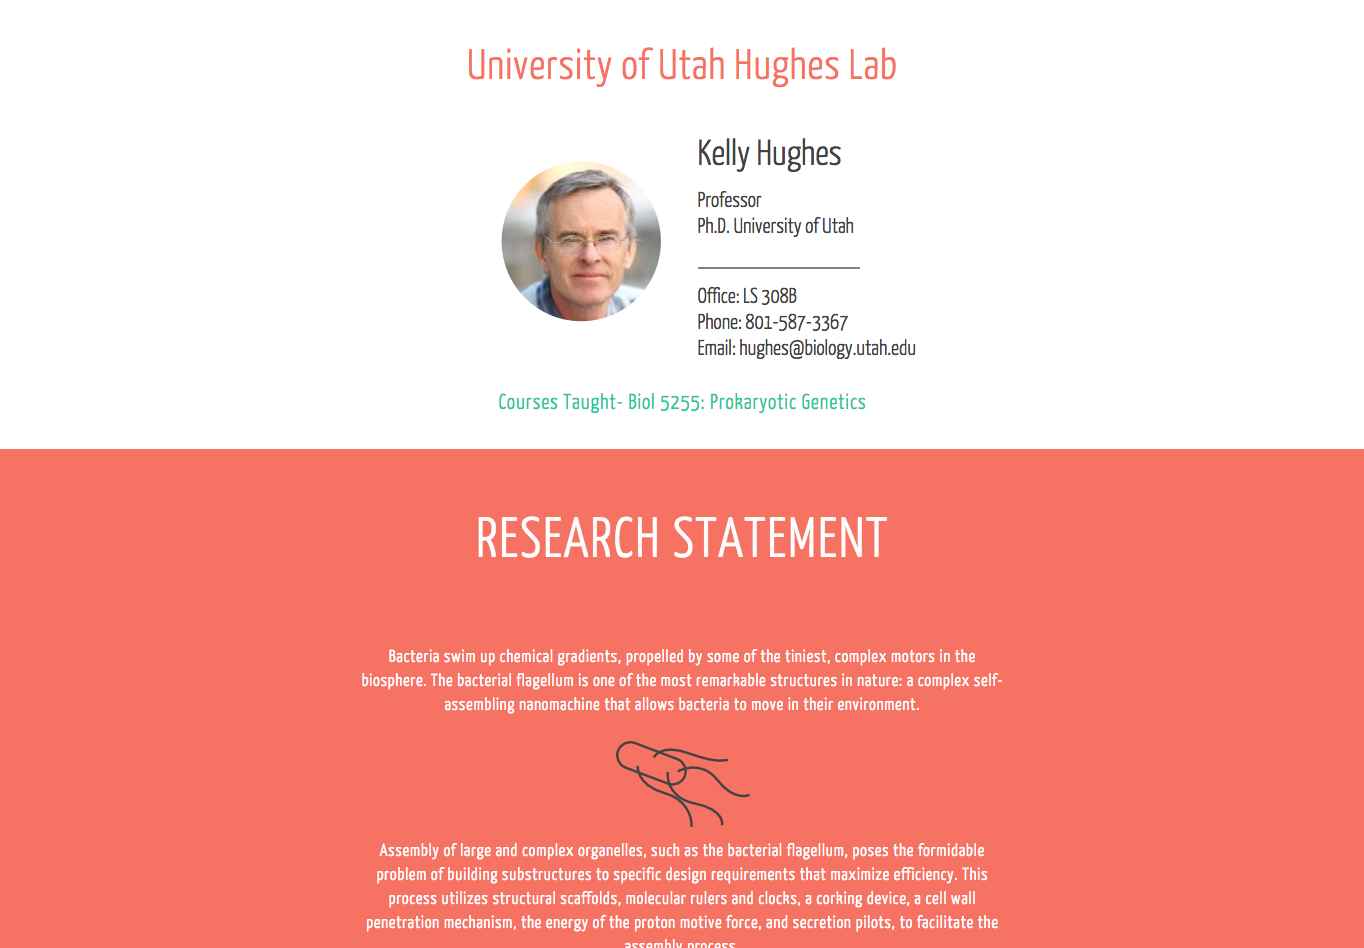 University of Utah Hughes Lab
Kelly Hughes
Professor
Ph.D. University of Utah
Office: LS 308B
Phone: 801-587-3367
Email: hughes@biology.utah.edu
Courses Taught- Biol 5255: Prokaryotic Genetics
RESEARCH STATEMENT
Bacteria swim up chemical gradients, propelled by some of the tiniest, complex motors in the
biosphere. The bacterial flagellum is one of the most remarkable structures in nature: a complex self-
assembling nanomachine that allows bacteria to move in their environment.
Assembly of large and complex organelles, such as the bacterial flagellum, poses the formidable
problem of building substructures to specific design requirements that maximize efficiency. This
process utilizes structural scaffolds, molecular rulers and clocks, a corking device, a cell wall
penetration mechanism, the energy of the proton motive force, and secretion pilots, to facilitate the
assembly process.